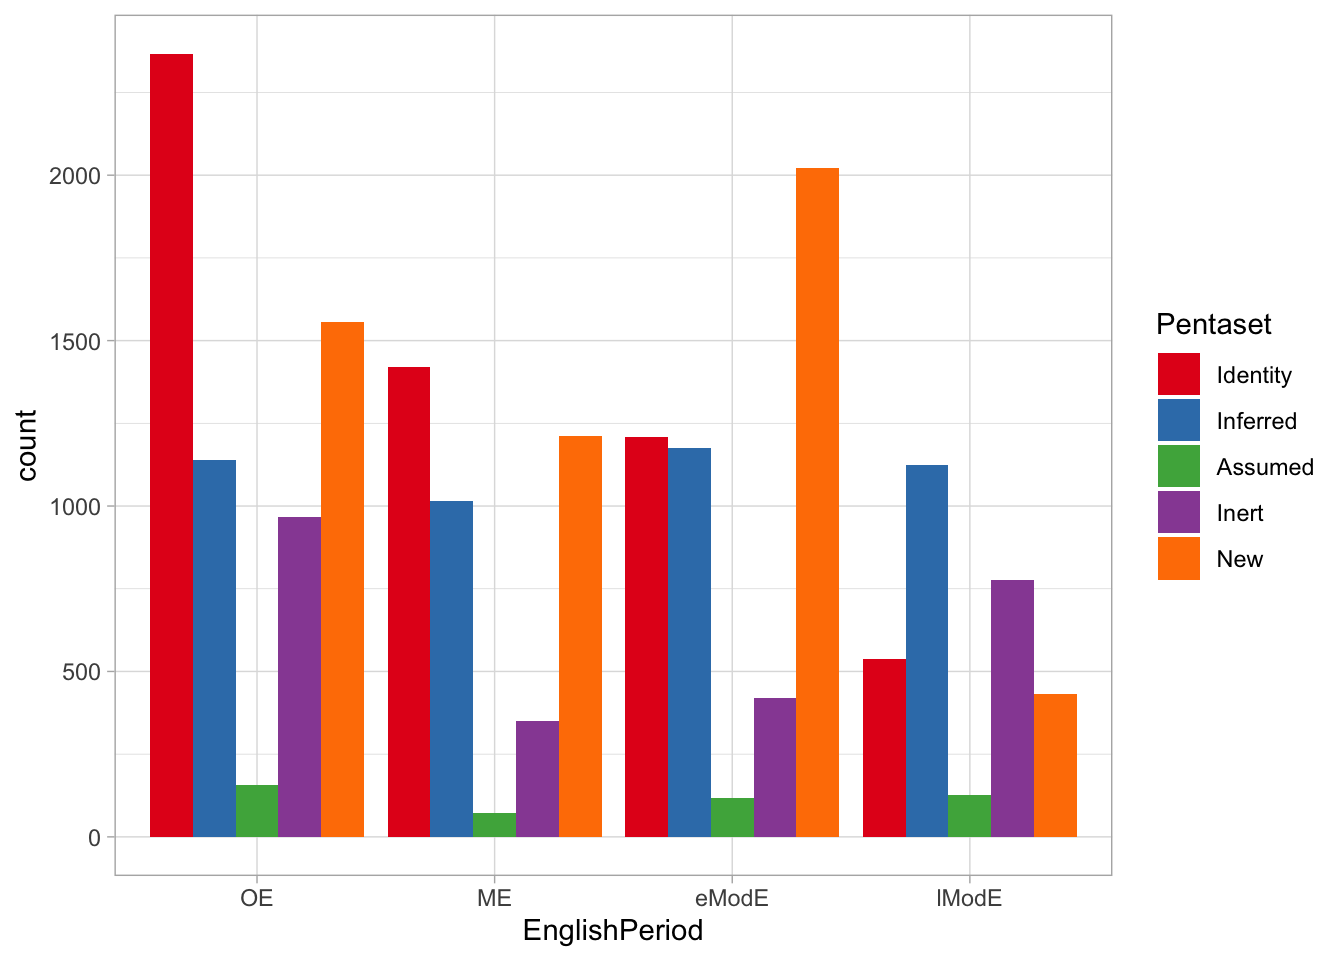 2000
1500
1000
500
0
count
OE ME eModE lModE
EnglishPeriod
Pentaset
Identity
Inferred
Assumed
Inert
New